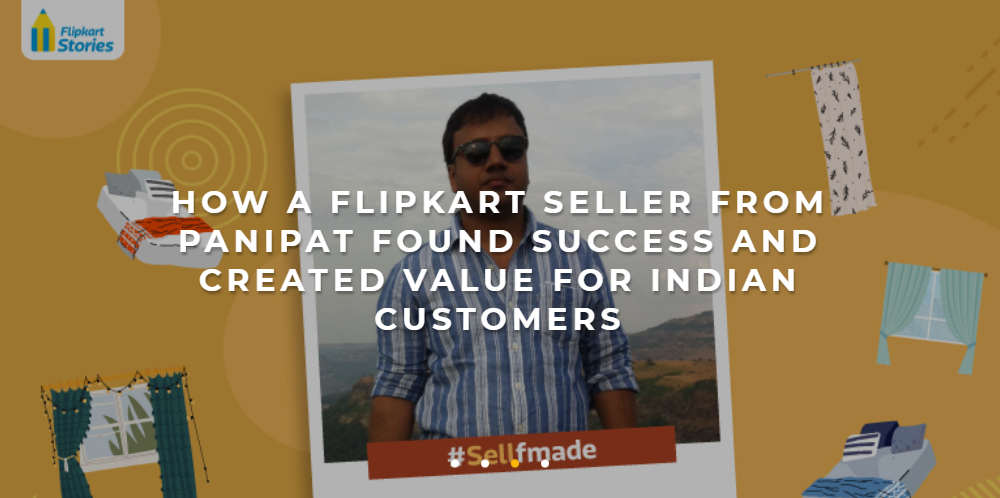 Flipkart
Stories
HOW A FLIPKART SELLER FROM
PANIPAT FOUND SUCCESS AND
CREATED VALUE FOR INDIAN
CUSTOMERS
#Sellfmade